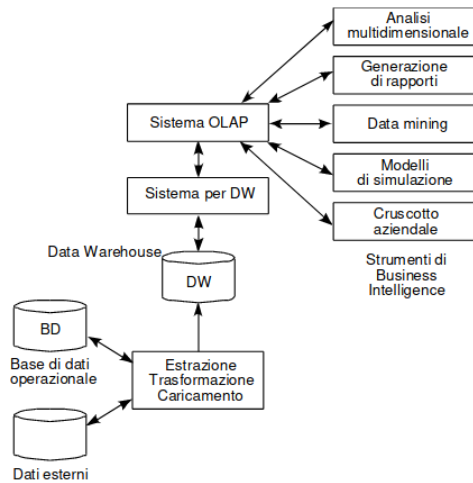 Analisi
multidimensionale
Generazione
di rapporti
Sistema OLAP
Data mining
Modelli
di simulazione
Sistema per DW
Cruscotto
aziendale
Strumenti di
Business
Intelligence
Data Warehouse
DW
BD
Base di dati
operazionale
Estrazione
Trasformazione
Caricamento
Dati esterni